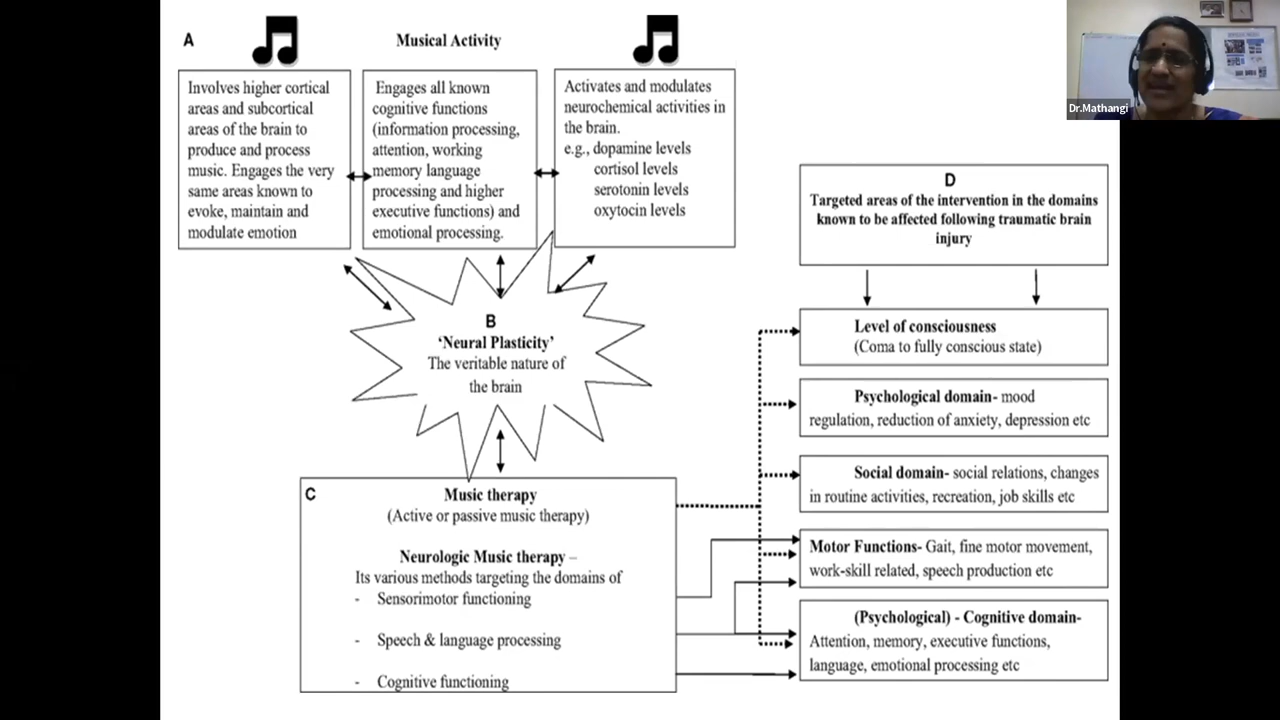 A
Musical Activity
Involves higher cortical
areas and subcortical
areas of the brain to
produce and process
music. Engages the very
same areas known to
evoke, maintain and
modulate emotion
Engages all known
cognitive functions
(information processing,
attention, working
memory language
processing and higher
executive functions) and
emotional processing.
Activates and modulates
neurochemical activities in
the brain.
e.g., dopamine levels
cortisol levels
serotonin levels
oxytocin levels
Dr.Mathangi
B
'Neural Plasticity'
The veritable nature of
the brain
C
Music therapy
(Active or passive music therapy)
Neurologic Music therapy –
Its various methods targeting the domains of
- Sensorimotor functioning
- Speech & language processing
- Cognitive functioning
D
Targeted areas of the intervention in the domains
known to be affected following traumatic brain
injury
Level of consciousness
(Coma to fully conscious state)
Psychological domain- mood
regulation, reduction of anxiety, depression etc
Social domain- social relations, changes
in routine activities, recreation, job skills etc
Motor Functions- Gait, fine motor movement,
work-skill related, speech production etc
(Psychological) - Cognitive domain-
Attention, memory, executive functions,
language, emotional processing etc